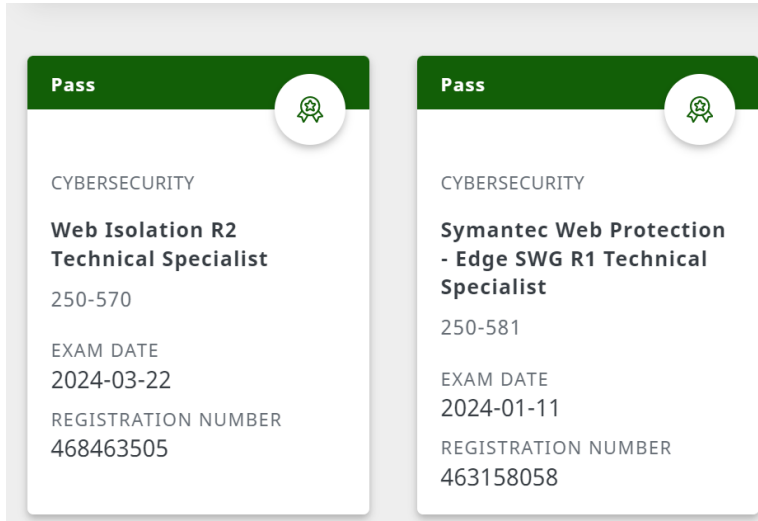 Pass
CYBERSECURITY
Web Isolation R2
Technical Specialist
250-570
EXAM DATE
2024-03-22
REGISTRATION NUMBER
468463505
Pass
CYBERSECURITY
Symantec Web Protection
- Edge SWG R1 Technical
Specialist
250-581
EXAM DATE
2024-01-11
REGISTRATION NUMBER
463158058